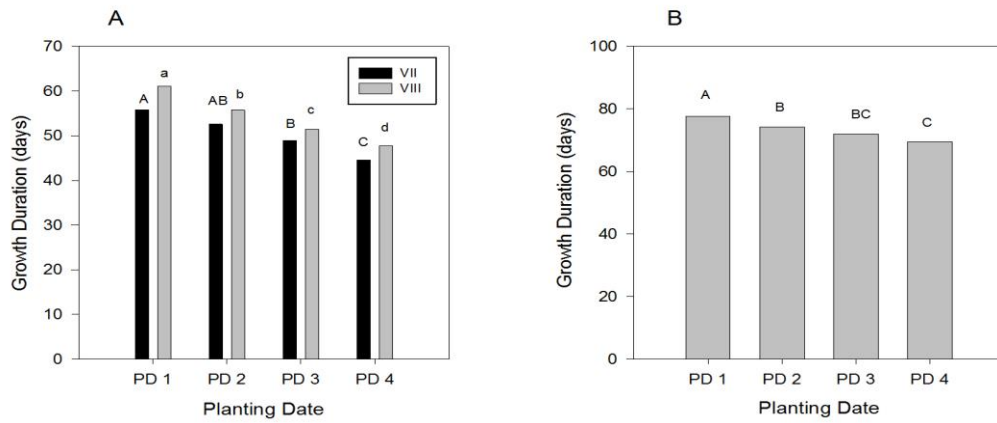 A
Growth Duration (days)
70
60
50
40
30
20
10
0
VII
VIII
A a AB b B c C d
PD 1 PD 2 PD 3 PD 4
Planting Date
B
Growth Duration (days)
100
80
60
40
20
0
A B BC C
PD 1 PD 2 PD 3 PD 4
Planting Date